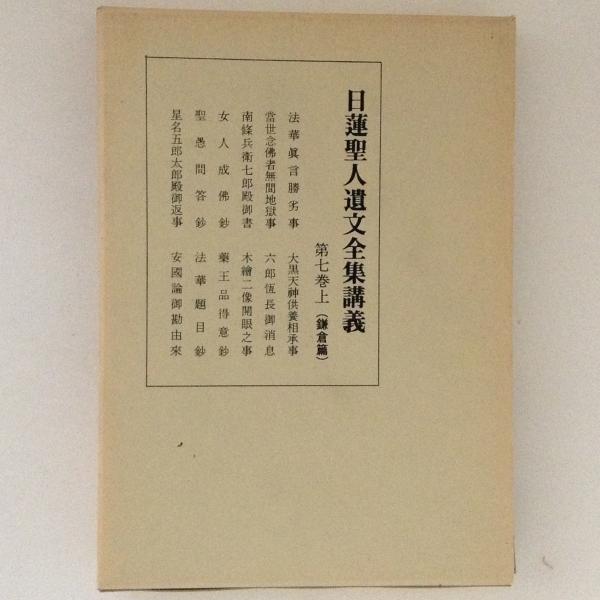 日蓮聖人遺文全集講義
第七巻上（鎌倉篇）
法華眞言勝劣事
當世念佛者無間地獄事
南條兵衛七郎殿御書
女人成佛鈔
聖愚問答鈔
星名五郎太郎殿御返事
大黒天神供養相承事
六郎恆長御消息
木繪二像開眼之事
藥王品得意鈔
法華題目鈔
安國論御勘由來